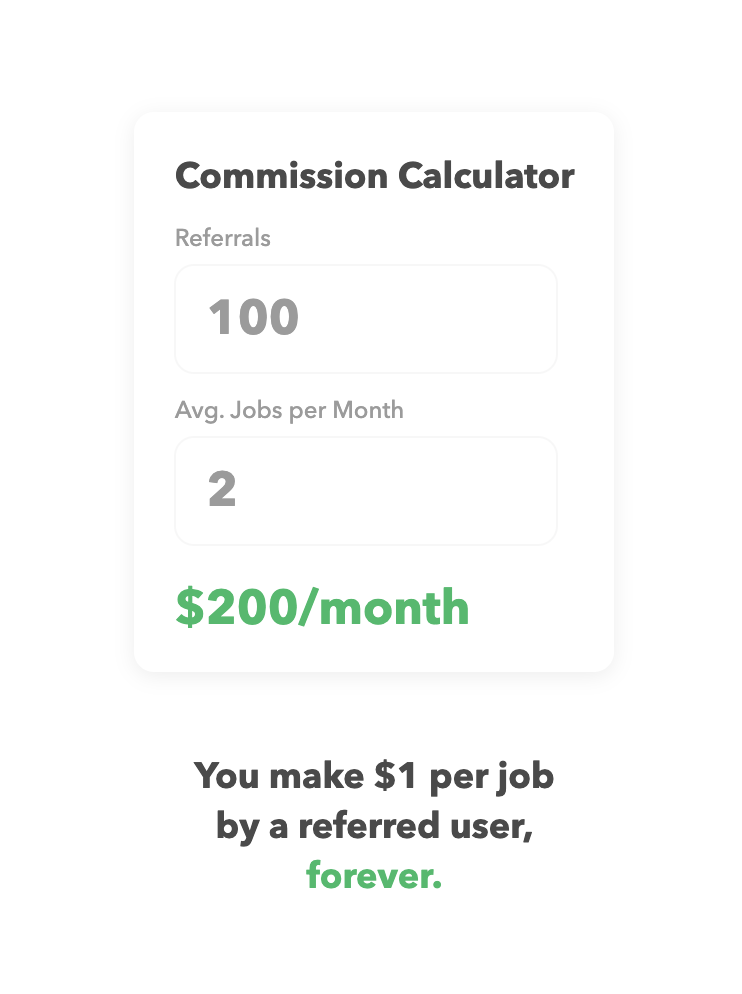 Commission Calculator
Referrals
100
Avg. Jobs per Month
2
$200/month
You make $1 per job
by a referred user,
forever.